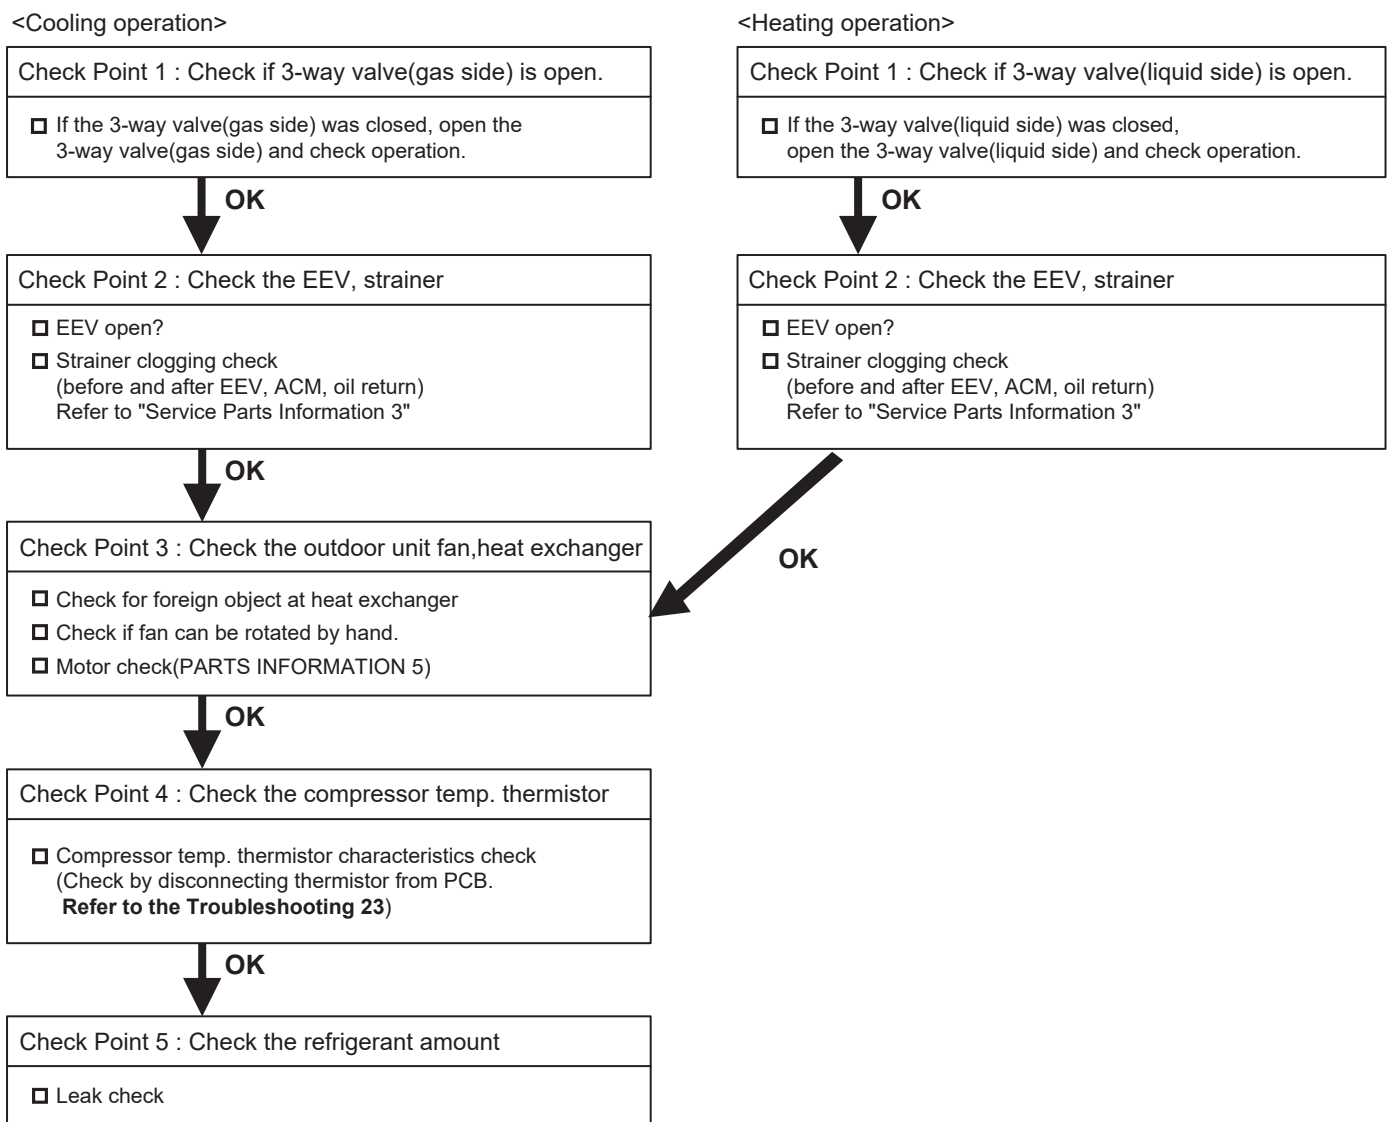 <Cooling operation>
Check Point 1 : Check if 3-way valve(gas side) is open.
If the 3-way valve(gas side) was closed, open the
3-way valve(gas side) and check operation.
OK
Check Point 2 : Check the EEV, strainer
EEV open?
Strainer clogging check
(before and after EEV, ACM, oil return)
Refer to "Service Parts Information 3"
OK
<Heating operation>
Check Point 1 : Check if 3-way valve(liquid side) is open.
If the 3-way valve(liquid side) was closed,
open the 3-way valve(liquid side) and check operation.
OK
Check Point 2 : Check the EEV, strainer
EEV open?
Strainer clogging check
(before and after EEV, ACM, oil return)
Refer to "Service Parts Information 3"
OK
Check Point 3 : Check the outdoor unit fan,heat exchanger
Check for foreign object at heat exchanger
Check if fan can be rotated by hand.
Motor check(PARTS INFORMATION 5)
OK
Check Point 4 : Check the compressor temp. thermistor
Compressor temp. thermistor characteristics check
(Check by disconnecting thermistor from PCB.
Refer to the Troubleshooting 23)
OK
Check Point 5 : Check the refrigerant amount
Leak check